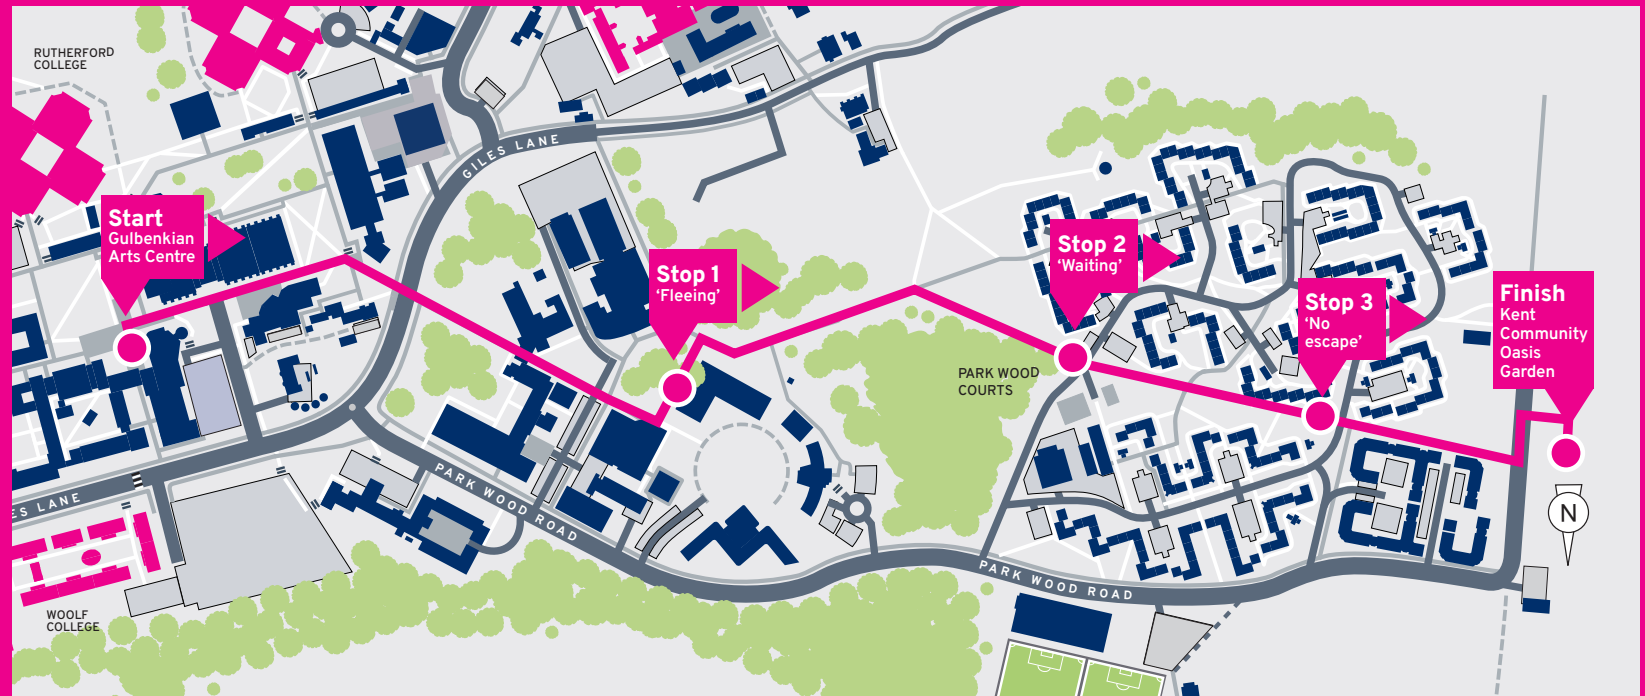 RUTHERFORD
COLLEGE
GILES LANE
Start
Gulbenkian
Arts Centre
Stop 1
‘Fleeing’
Stop 2
‘Waiting’
Stop 3
‘No
escape’
Finish
Kent
Community
Oasis
Garden
PARK WOOD
COURTS
PARK WOOD ROAD
ES LANE
N
PARK WOOD ROAD
WOOLF
COLLEGE